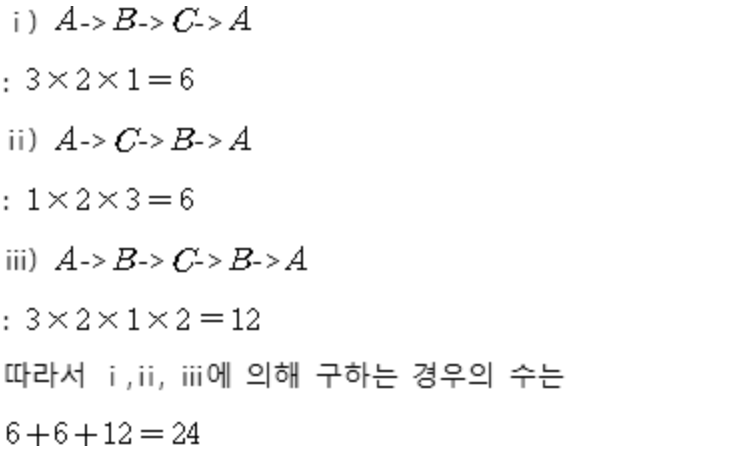 ⅰ) A->B->C->A
: 3×2×1=6
ⅱ) A->C->B->A
: 1×2×3=6
ⅲ) A->B->C->B->A
: 3×2×1×2=12
따라서 ⅰ,ⅱ, ⅲ에 의해 구하는 경우의 수는
6+6+12=24